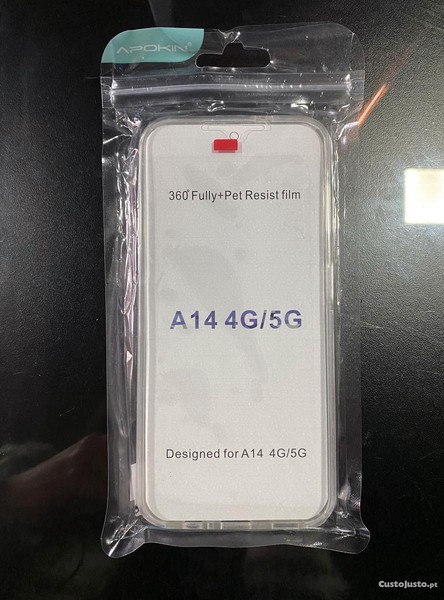 APOKIN®
360° Fully+Pet Resist film
A14 4G/5G
Designed for A14 4G/5G
CustoJusto.pt